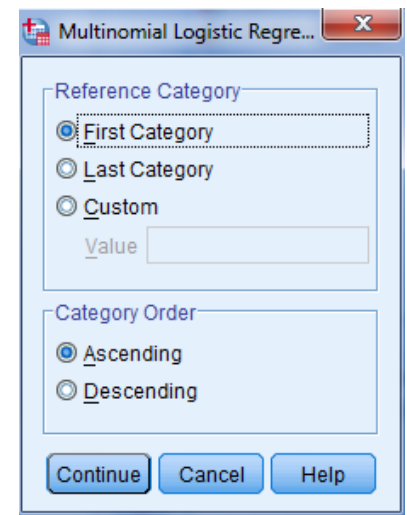 Multinomial Logistic Regre...
Reference Category
First Category
Last Category
Custom
Value
Category Order
Ascending
Descending
Continue Cancel Help